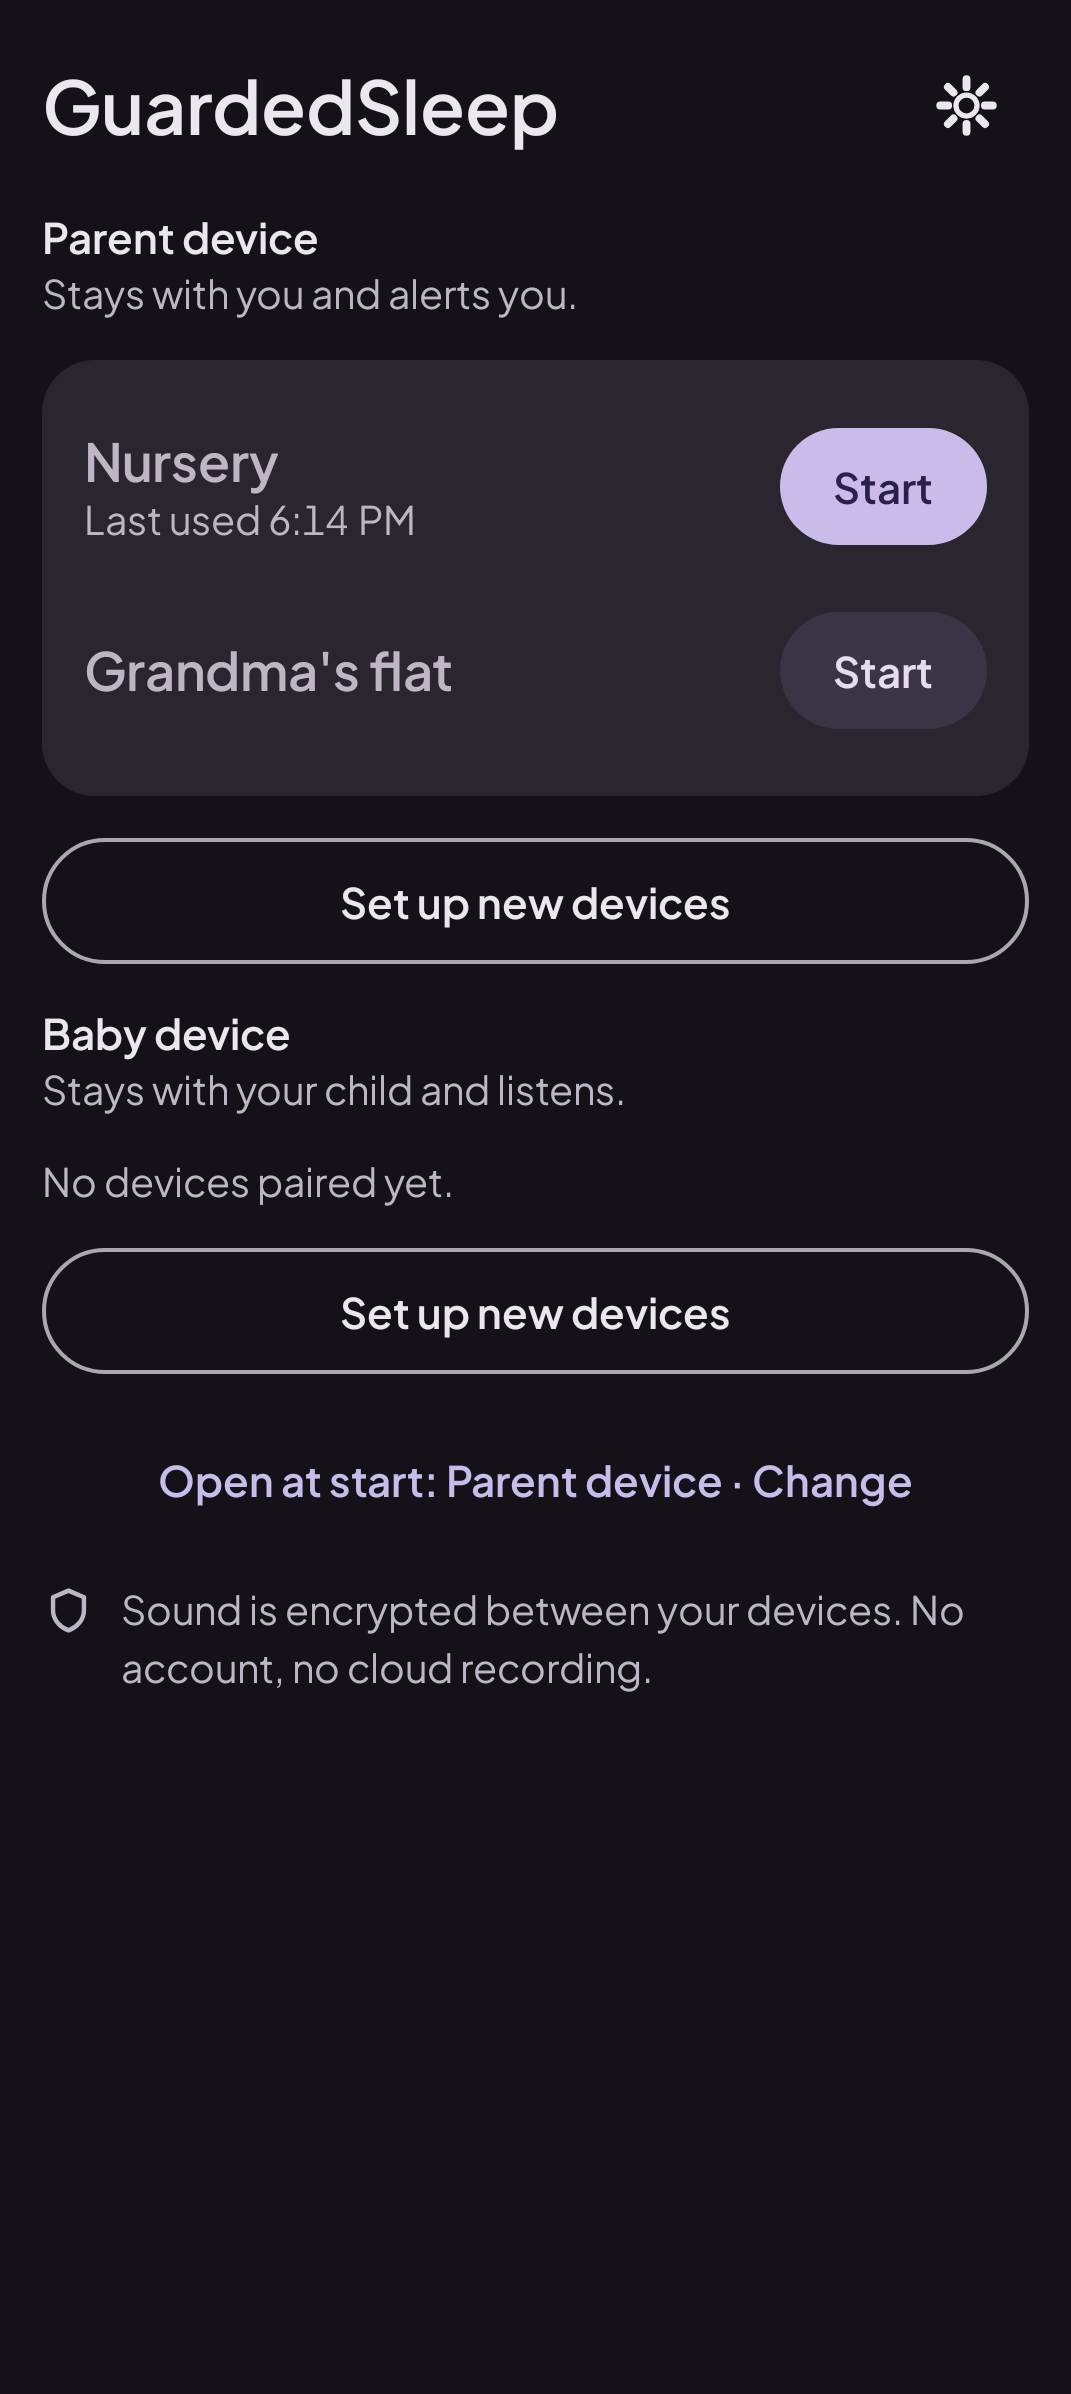 GuardedSleep
Parent device
Stays with you and alerts you.
Nursery
Last used 6:14 PM
Start
Grandma's flat
Start
Set up new devices
Baby device
Stays with your child and listens.
No devices paired yet.
Set up new devices
Open at start: Parent device · Change
Sound is encrypted between your devices. No
account, no cloud recording.